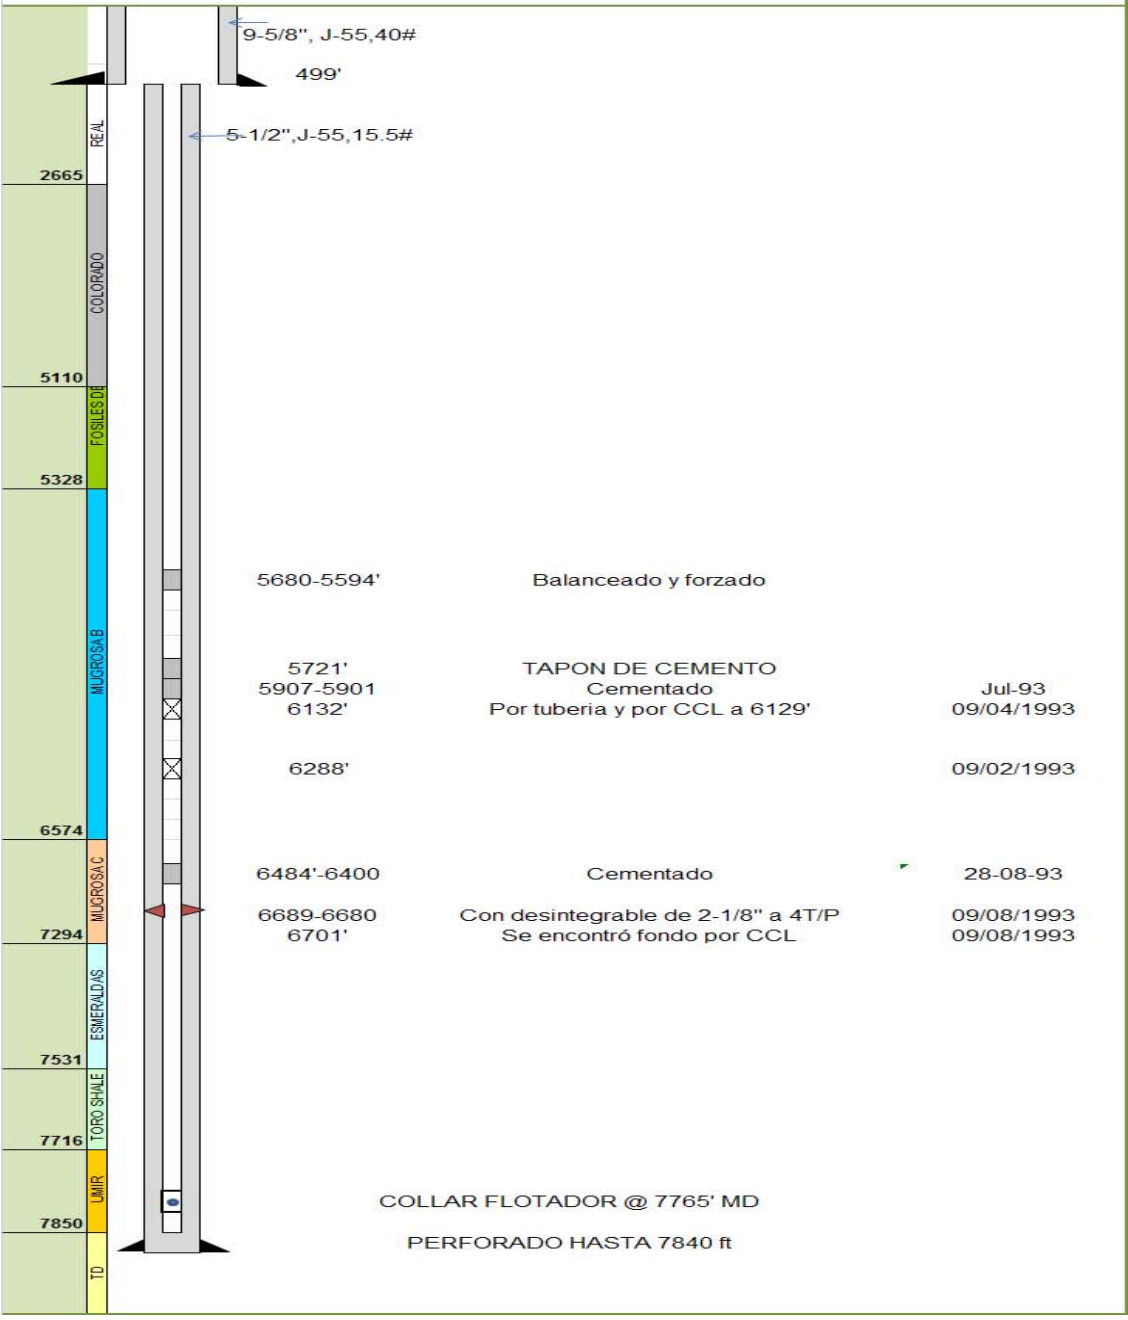 9-5/8", J-55,40#
499'
REAL
5-1/2",J-55,15.5#
2665
COLORADO
5110
FOSILES DE
5328
MUGROSA B
5680-5594' Balanceado y forzado
5721' TAPON DE CEMENTO
5907-5901 Cementado Jul-93
6132' Por tuberia y por CCL a 6129' 09/04/1993
6288' 09/02/1993
6574
MUGROSA C
6484'-6400 Cementado 28-08-93
6689-6680 Con desintegrable de 2-1/8" a 4T/P 09/08/1993
6701' Se encontró fondo por CCL 09/08/1993
7294
ESMERALDAS
7531
TORO SHALE
7716
UMIR
COLLAR FLOTADOR @ 7765' MD
7850
PERFORADO HASTA 7840 ft
TD